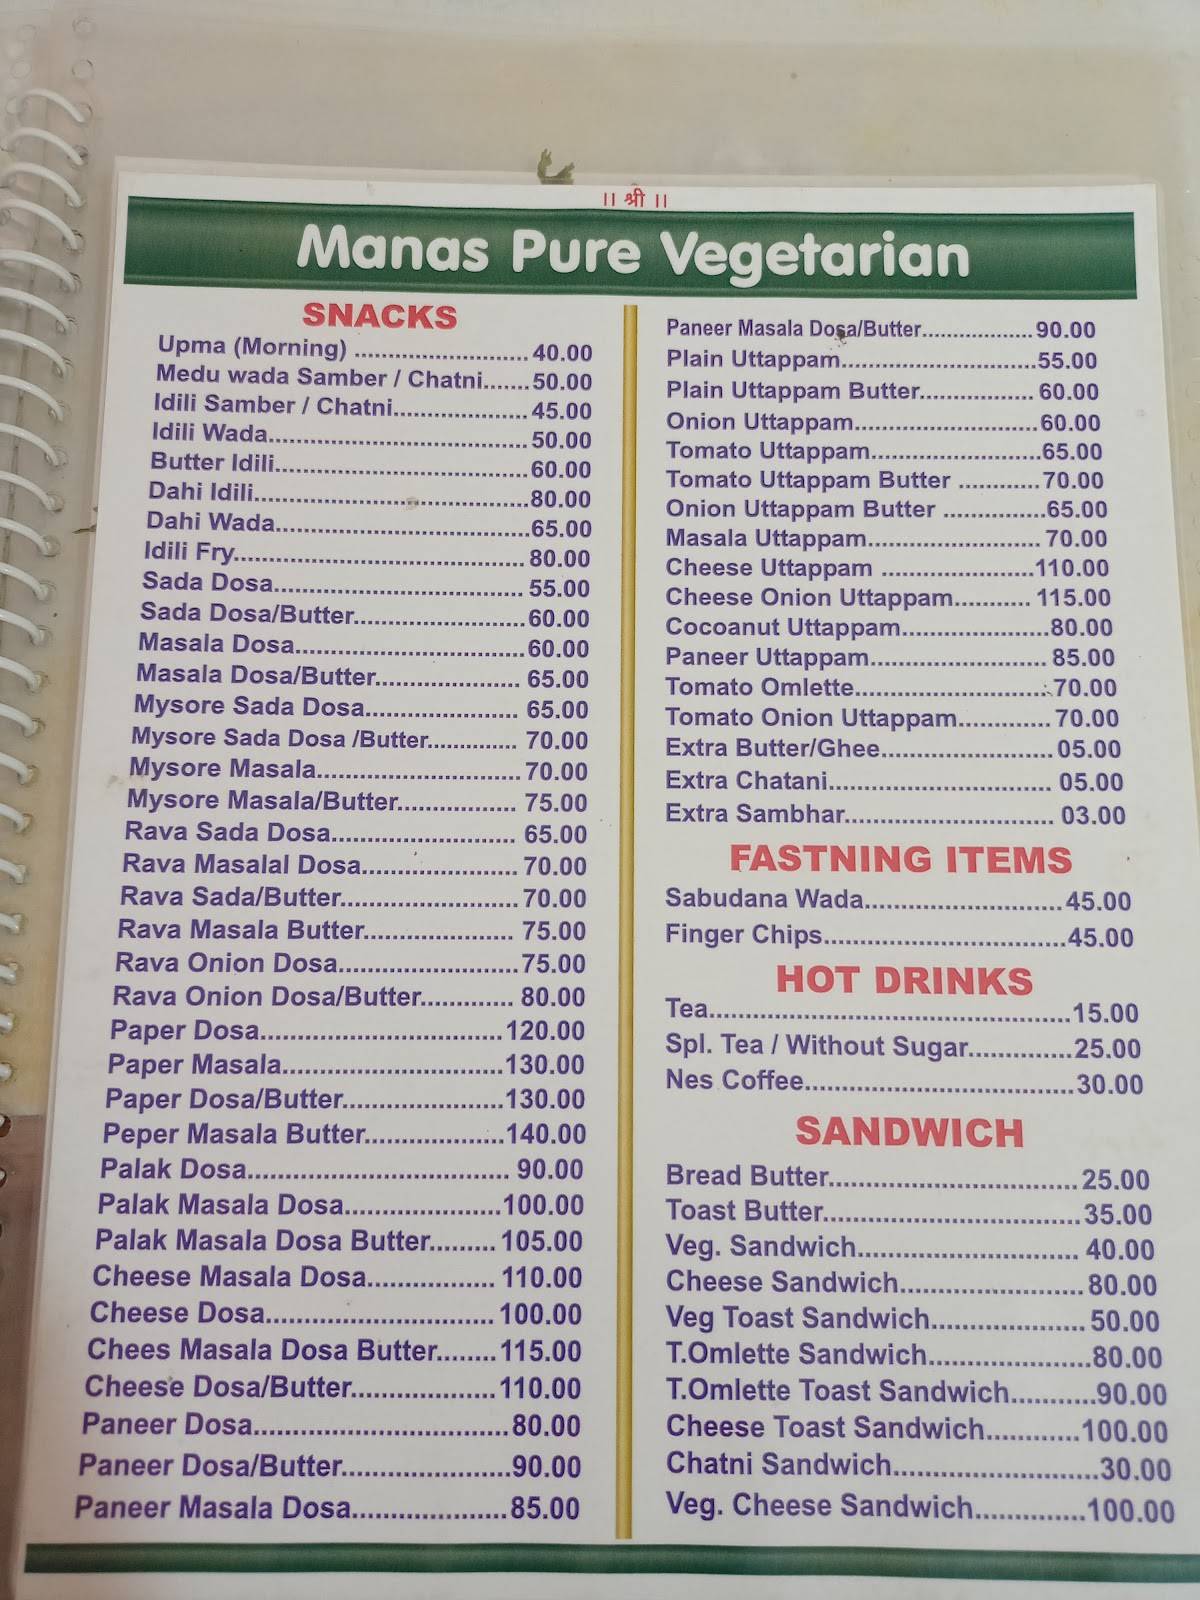 ॥ श्री ॥
Manas Pure Vegetarian
SNACKS
Upma (Morning) ........................ 40.00
Medu wada Samber / Chatni....... 50.00
Idili Samber / Chatni................... 45.00
Idili Wada.................................... 50.00
Butter Idili................................... 60.00
Dahi Idili...................................... 80.00
Dahi Wada................................... 65.00
Idili Fry........................................ 80.00
Sada Dosa................................... 55.00
Sada Dosa/Butter........................ 60.00
Masala Dosa................................ 60.00
Masala Dosa/Butter.................... 65.00
Mysore Sada Dosa...................... 65.00
Mysore Sada Dosa /Butter.............. 70.00
Mysore Masala............................. 70.00
Mysore Masala/Butter................. 75.00
Rava Sada Dosa.......................... 65.00
Rava Masalal Dosa...................... 70.00
Rava Sada/Butter......................... 70.00
Rava Masala Butter..................... 75.00
Rava Onion Dosa......................... 75.00
Rava Onion Dosa/Butter............. 80.00
Paper Dosa.................................. 120.00
Paper Masala............................... 130.00
Paper Dosa/Butter....................... 130.00
Peper Masala Butter.................... 140.00
Palak Dosa................................... 90.00
Palak Masala Dosa...................... 100.00
Palak Masala Dosa Butter......... 105.00
Cheese Masala Dosa.................. 110.00
Cheese Dosa................................ 100.00
Chees Masala Dosa Butter........ 115.00
Cheese Dosa/Butter................... 110.00
Paneer Dosa................................. 80.00
Paneer Dosa/Butter...................... 90.00
Paneer Masala Dosa.................... 85.00
Paneer Masala Dosa/Butter.................. 90.00
Plain Uttappam................................ 55.00
Plain Uttappam Butter.................. 60.00
Onion Uttappam.............................. 60.00
Tomato Uttappam............................ 65.00
Tomato Uttappam Butter ............ 70.00
Onion Uttappam Butter ................ 65.00
Masala Uttappam............................ 70.00
Cheese Uttappam ......................... 110.00
Cheese Onion Uttappam........... 115.00
Cocoanut Uttappam....................... 80.00
Paneer Uttappam........................... 85.00
Tomato Omlette............................. 70.00
Tomato Onion Uttappam............. 70.00
Extra Butter/Ghee......................... 05.00
Extra Chatani................................ 05.00
Extra Sambhar.............................. 03.00
FASTNING ITEMS
Sabudana Wada............................ 45.00
Finger Chips.................................. 45.00
HOT DRINKS
Tea................................................ 15.00
Spl. Tea / Without Sugar.............. 25.00
Nes Coffee.................................... 30.00
SANDWICH
Bread Butter................................ 25.00
Toast Butter................................. 35.00
Veg. Sandwich............................ 40.00
Cheese Sandwich....................... 80.00
Veg Toast Sandwich.................... 50.00
T.Omlette Sandwich..................... 80.00
T.Omlette Toast Sandwich........... 90.00
Cheese Toast Sandwich............ 100.00
Chatni Sandwich.......................... 30.00
Veg. Cheese Sandwich.............. 100.00